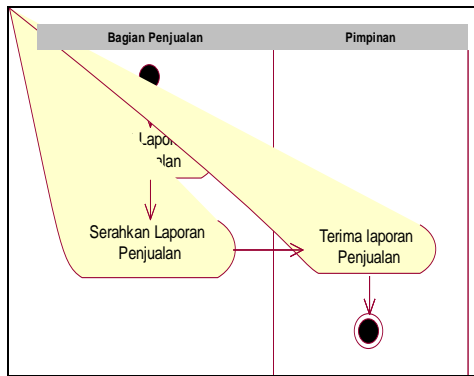 Bagian Penjualan
Pimpinan
Serahkan Laporan
Penjualan
Terima laporan
Penjualan